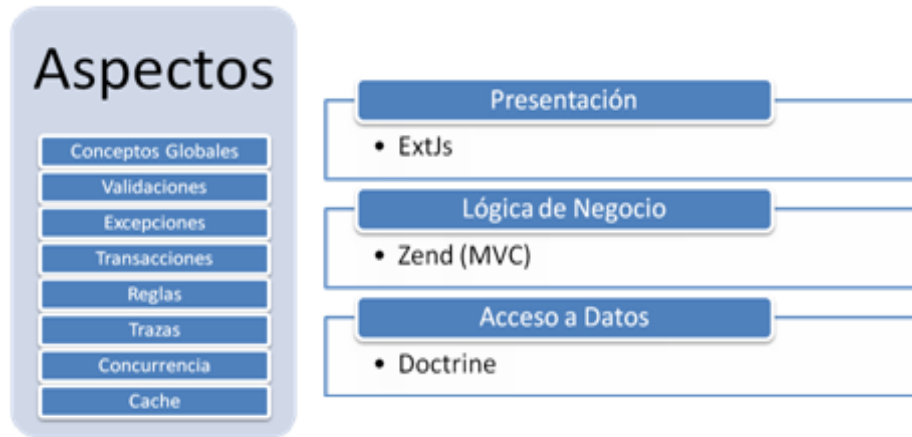 Aspectos
Conceptos Globales
Validaciones
Excepciones
Transacciones
Reglas
Trazas
Concurrencia
Cache
Presentación
• ExtJs
Lógica de Negocio
• Zend (MVC)
Acceso a Datos
• Doctrine